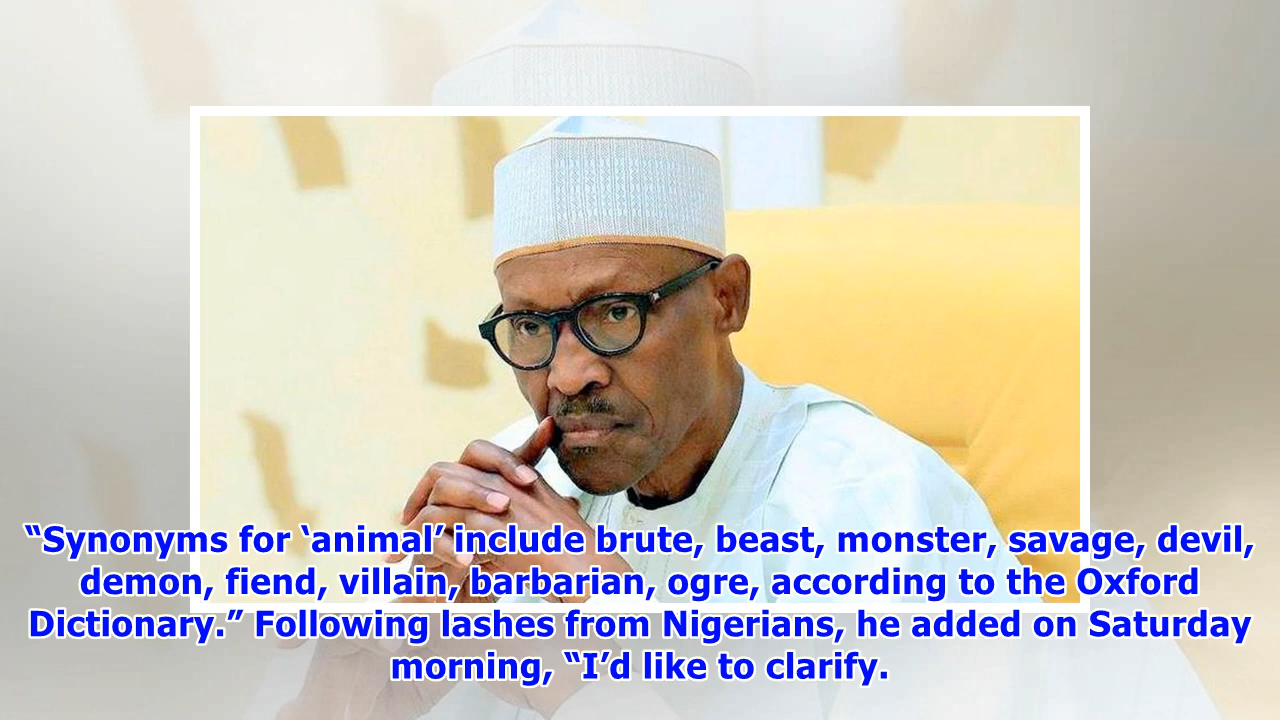 “Synonyms for ‘animal’ include brute, beast, monster, savage, devil,
demon, fiend, villain, barbarian, ogre, according to the Oxford
Dictionary.” Following lashes from Nigerians, he added on Saturday
morning, “I’d like to clarify.